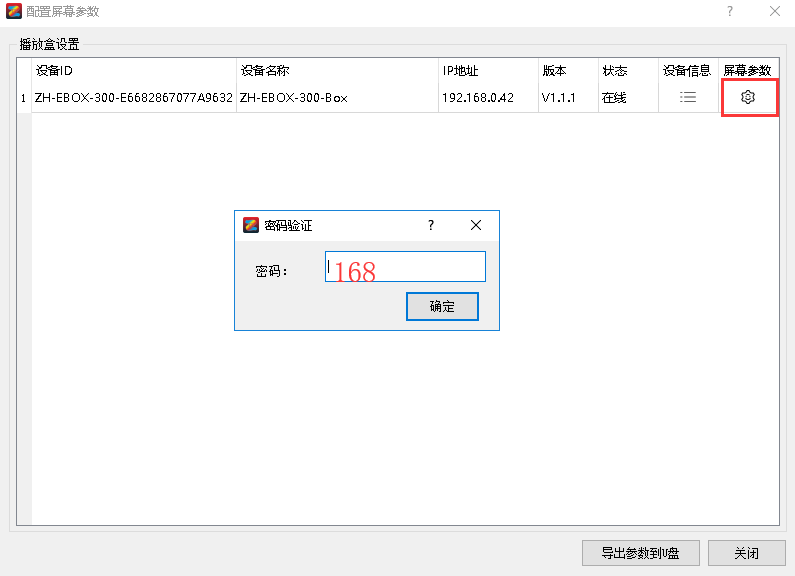 配置屏幕参数
播放盒设置
设备ID 设备名称 IP地址 版本 状态 设备信息 屏幕参数
1 ZH-EBOX-300-E6682867077A9632 ZH-EBOX-300-Box 192.168.0.42 V1.1.1 在线
密码验证
密码： 168
确定
导出参数到U盘 关闭